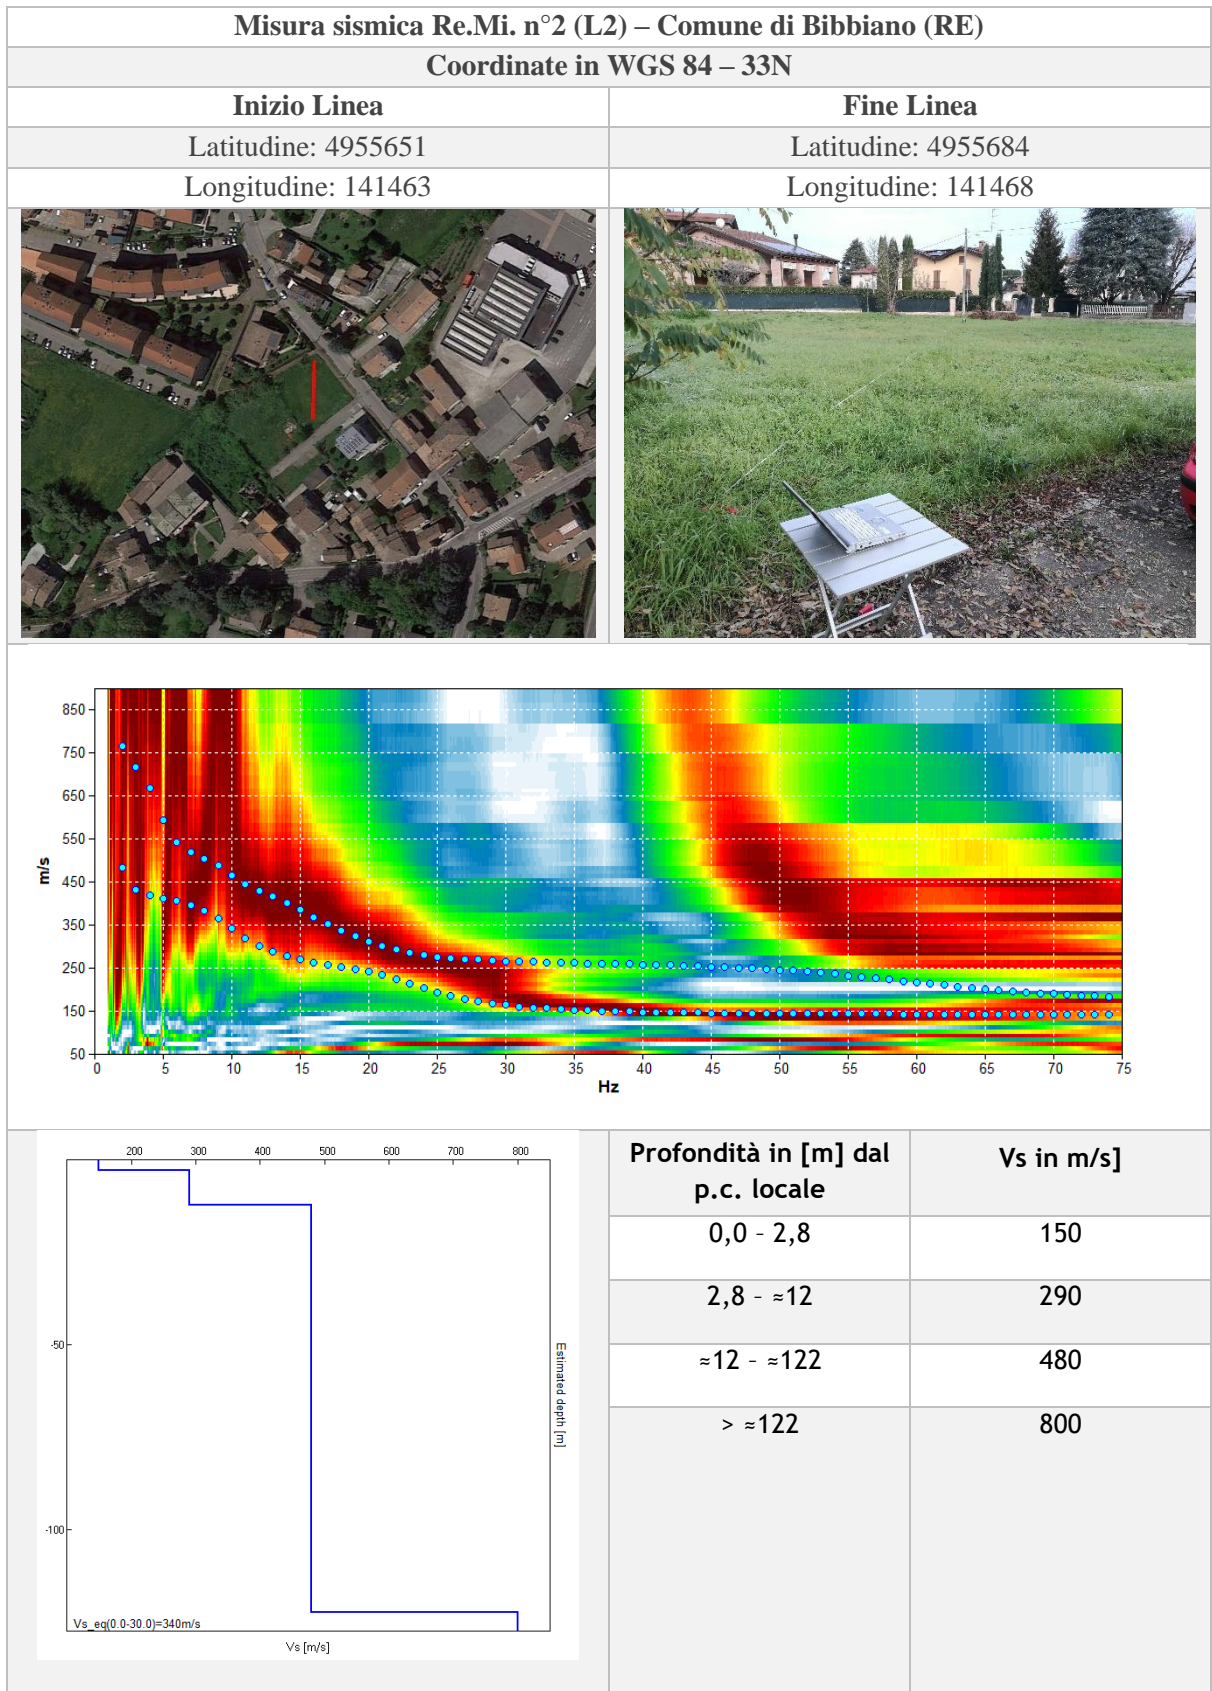 Misura sismica Re.Mi. n°2 (L2) – Comune di Bibbiano (RE)
Coordinate in WGS 84 – 33N
Inizio Linea
Fine Linea
Latitudine: 4955651
Latitudine: 4955684
Longitudine: 141463
Longitudine: 141468
850
750
650
550
450
350
250
150
50
m/s
0 5 10 15 20 25 30 35 40 45 50 55 60 65 70 75
Hz
200 300 400 500 600 700 800
-50
-100
Estimated depth [m]
Vs_eq(0.0-30.0)=340m/s
Vs [m/s]
Profondità in [m] dal
p.c. locale
Vs in m/s]
0,0 – 2,8
150
2,8 – ≈12
290
≈12 – ≈122
480
> ≈122
800